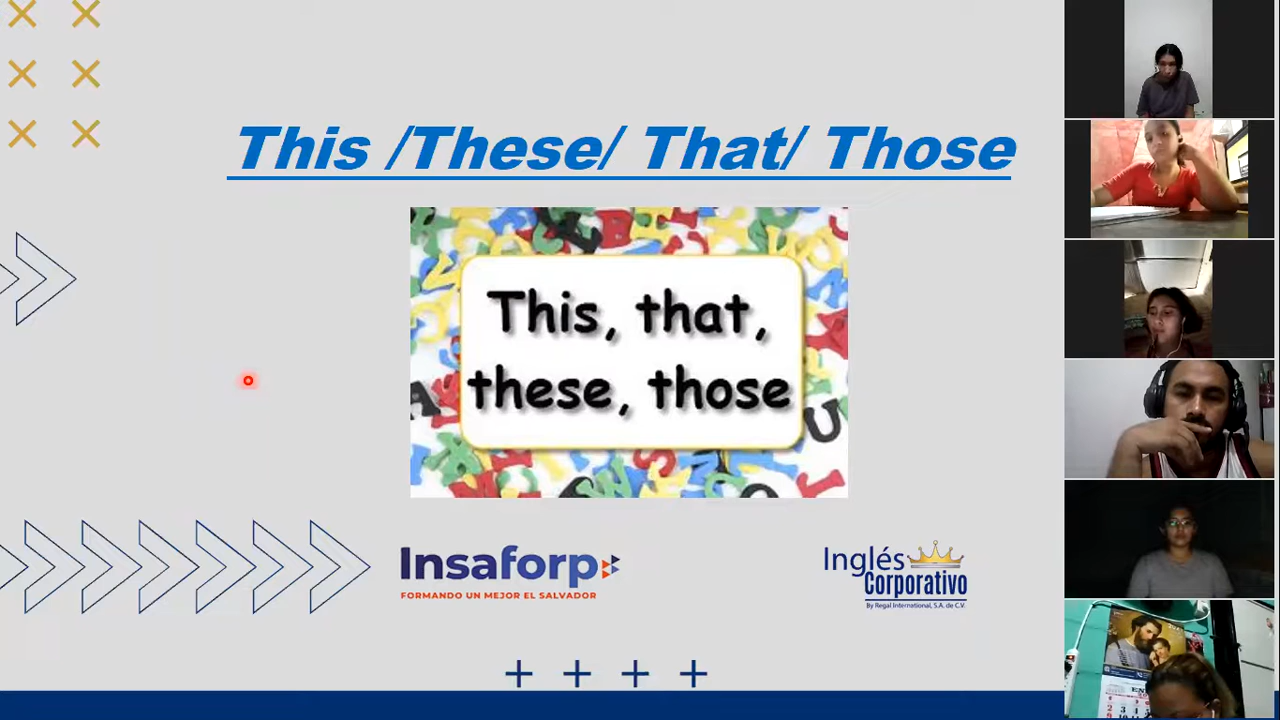 This /These/ That/ Those
This, that,
these, those
Insaforp
FORMANDO UN MEJOR EL SALVADOR
Inglés
Corporativo
By Regal International, S.A. de C.V.